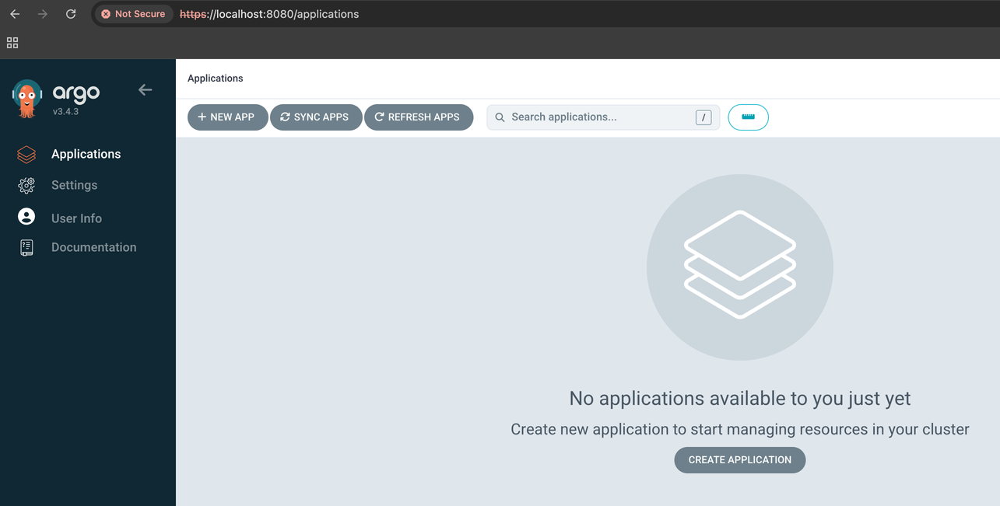 Not Secure https://localhost:8080/applications
argo
v3.4.3
Applications
Settings
User Info
Documentation
Applications
+ NEW APP SYNC APPS REFRESH APPS Search applications... /
No applications available to you just yet
Create new application to start managing resources in your cluster
CREATE APPLICATION